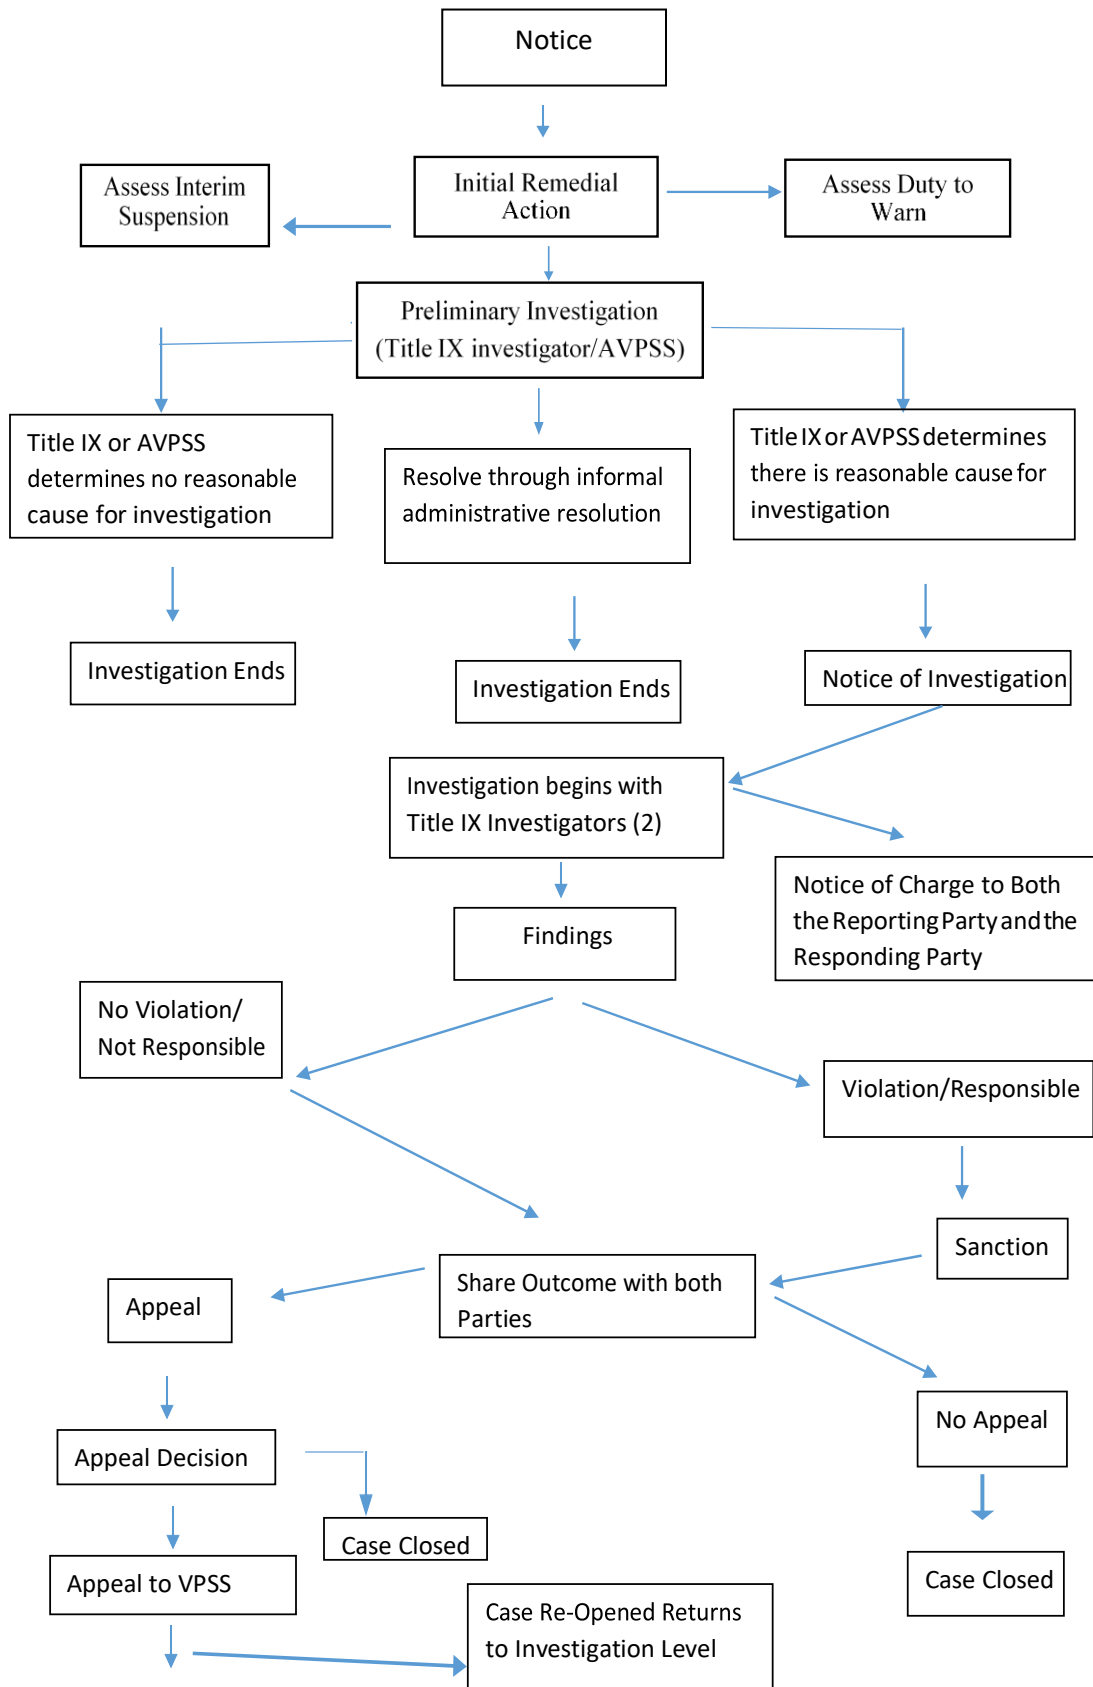 Notice
Assess Interim
Suspension
Initial Remedial
Action
Assess Duty to
Warn
Preliminary Investigation
(Title IX investigator/AVPSS)
Title IX or AVPSS
determines no reasonable
cause for investigation
Resolve through informal
administrative resolution
Title IX or AVPSS determines
there is reasonable cause for
investigation
Investigation Ends
Investigation Ends
Notice of Investigation
Investigation begins with
Title IX Investigators (2)
Notice of Charge to Both
the Reporting Party and the
Responding Party
Findings
No Violation/
Not Responsible
Violation/Responsible
Sanction
Share Outcome with both
Parties
Appeal
No Appeal
Appeal Decision
Case Closed
Case Closed
Appeal to VPSS
Case Re-Opened Returns
to Investigation Level